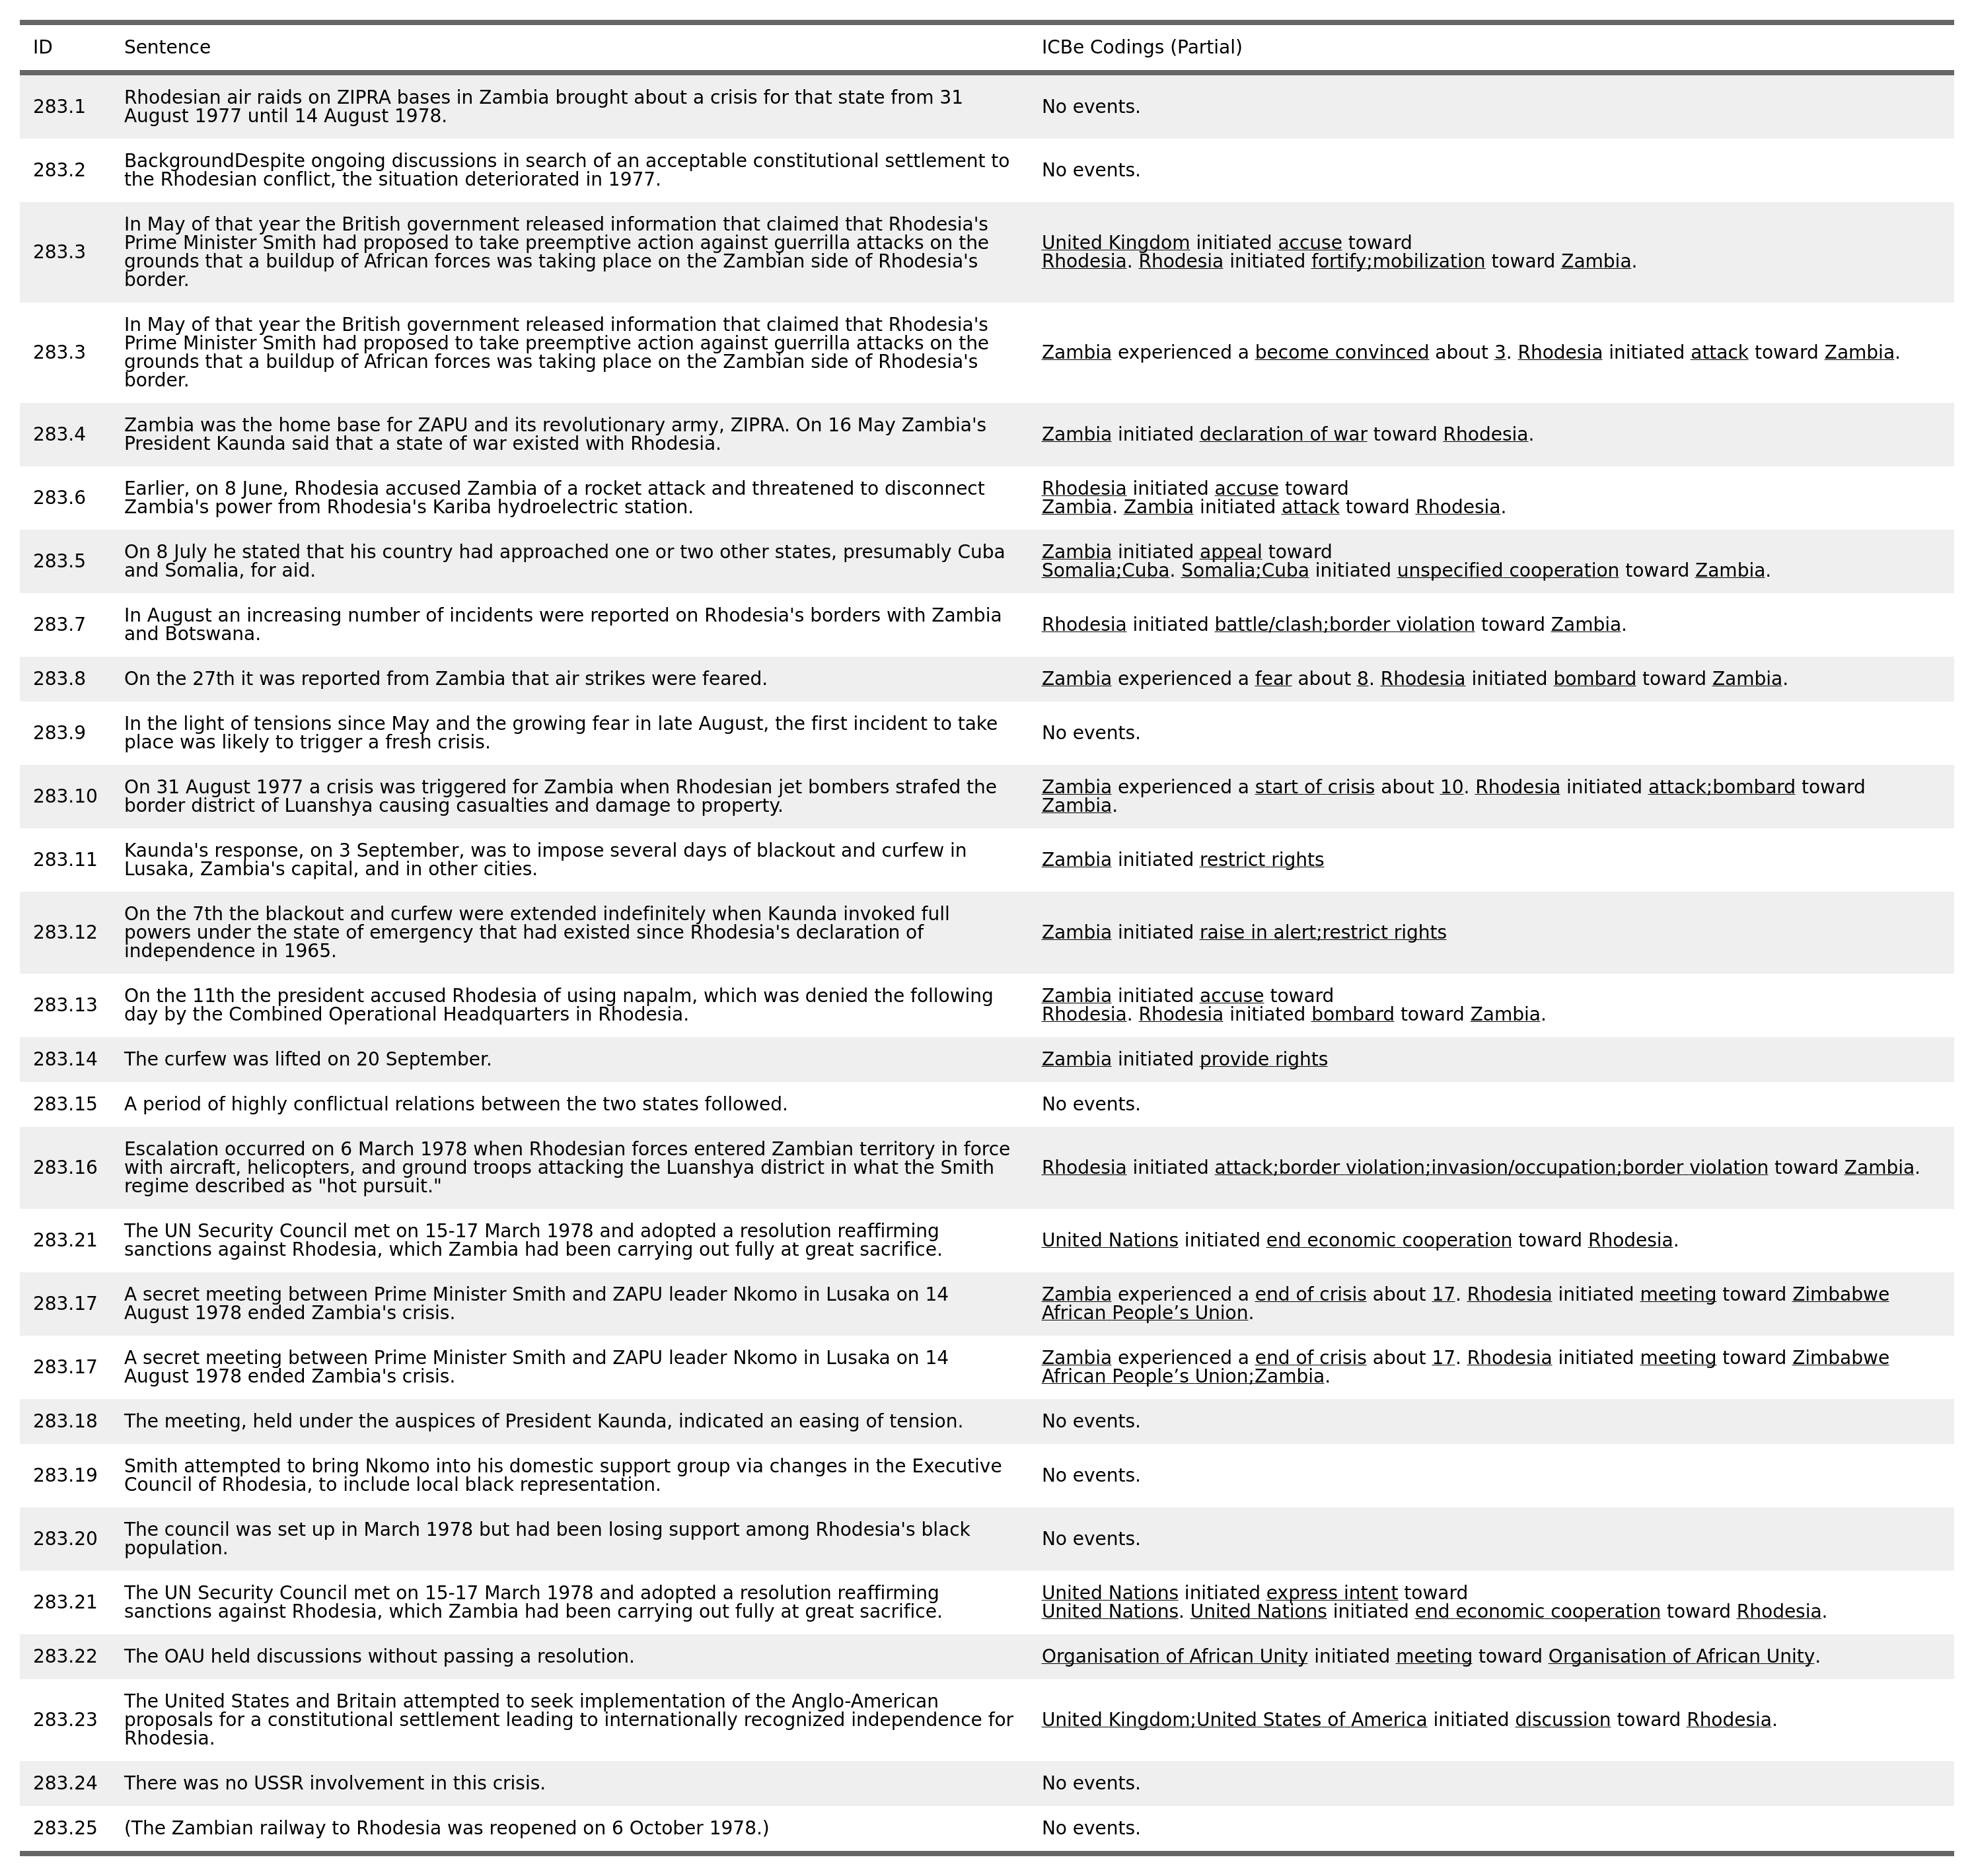 ID Sentence ICBe Codings (Partial)
283.1 Rhodesian air raids on ZIPRA bases in Zambia brought about a crisis for that state from 31
August 1977 until 14 August 1978. No events.
283.2 BackgroundDespite ongoing discussions in search of an acceptable constitutional settlement to
the Rhodesian conflict, the situation deteriorated in 1977. No events.
283.3 In May of that year the British government released information that claimed that Rhodesia's
Prime Minister Smith had proposed to take preemptive action against guerrilla attacks on the
grounds that a buildup of African forces was taking place on the Zambian side of Rhodesia's
border.
United Kingdom initiated accuse toward
Rhodesia. Rhodesia initiated fortify;mobilization toward Zambia.
283.3 In May of that year the British government released information that claimed that Rhodesia's
Prime Minister Smith had proposed to take preemptive action against guerrilla attacks on the
grounds that a buildup of African forces was taking place on the Zambian side of Rhodesia's
border.
Zambia experienced a become convinced about 3. Rhodesia initiated attack toward Zambia.
283.4 Zambia was the home base for ZAPU and its revolutionary army, ZIPRA. On 16 May Zambia's
President Kaunda said that a state of war existed with Rhodesia.
Zambia initiated declaration of war toward Rhodesia.
283.6 Earlier, on 8 June, Rhodesia accused Zambia of a rocket attack and threatened to disconnect
Zambia's power from Rhodesia's Kariba hydroelectric station.
Rhodesia initiated accuse toward
Zambia. Zambia initiated attack toward Rhodesia.
283.5 On 8 July he stated that his country had approached one or two other states, presumably Cuba
and Somalia, for aid.
Zambia initiated appeal toward
Somalia;Cuba. Somalia;Cuba initiated unspecified cooperation toward Zambia.
283.7 In August an increasing number of incidents were reported on Rhodesia's borders with Zambia
and Botswana.
Rhodesia initiated battle/clash;border violation toward Zambia.
283.8 On the 27th it was reported from Zambia that air strikes were feared. Zambia experienced a fear about 8. Rhodesia initiated bombard toward Zambia.
283.9 In the light of tensions since May and the growing fear in late August, the first incident to take
place was likely to trigger a fresh crisis.
No events.
283.10 On 31 August 1977 a crisis was triggered for Zambia when Rhodesian jet bombers strafed the
border district of Luanshya causing casualties and damage to property.
Zambia experienced a start of crisis about 10. Rhodesia initiated attack;bombard toward
Zambia.
283.11 Kaunda's response, on 3 September, was to impose several days of blackout and curfew in
Lusaka, Zambia's capital, and in other cities.
Zambia initiated restrict rights
283.12 On the 7th the blackout and curfew were extended indefinitely when Kaunda invoked full
powers under the state of emergency that had existed since Rhodesia's declaration of
independence in 1965.
Zambia initiated raise in alert;restrict rights
283.13 On the 11th the president accused Rhodesia of using napalm, which was denied the following
day by the Combined Operational Headquarters in Rhodesia.
Zambia initiated accuse toward
Rhodesia. Rhodesia initiated bombard toward Zambia.
283.14 The curfew was lifted on 20 September. Zambia initiated provide rights
283.15 A period of highly conflictual relations between the two states followed. No events.
283.16 Escalation occurred on 6 March 1978 when Rhodesian forces entered Zambian territory in force
with aircraft, helicopters, and ground troops attacking the Luanshya district in what the Smith
regime described as "hot pursuit."
Rhodesia initiated attack;border violation;invasion/occupation;border violation toward Zambia.
283.21 The UN Security Council met on 15-17 March 1978 and adopted a resolution reaffirming
sanctions against Rhodesia, which Zambia had been carrying out fully at great sacrifice.
United Nations initiated end economic cooperation toward Rhodesia.
283.17 A secret meeting between Prime Minister Smith and ZAPU leader Nkomo in Lusaka on 14
August 1978 ended Zambia's crisis.
Zambia experienced a end of crisis about 17. Rhodesia initiated meeting toward Zimbabwe
African People’s Union.
283.17 A secret meeting between Prime Minister Smith and ZAPU leader Nkomo in Lusaka on 14
August 1978 ended Zambia's crisis.
Zambia experienced a end of crisis about 17. Rhodesia initiated meeting toward Zimbabwe
African People’s Union;Zambia.
283.18 The meeting, held under the auspices of President Kaunda, indicated an easing of tension. No events.
283.19 Smith attempted to bring Nkomo into his domestic support group via changes in the Executive
Council of Rhodesia, to include local black representation.
No events.
283.20 The council was set up in March 1978 but had been losing support among Rhodesia's black
population.
No events.
283.21 The UN Security Council met on 15-17 March 1978 and adopted a resolution reaffirming
sanctions against Rhodesia, which Zambia had been carrying out fully at great sacrifice.
United Nations initiated express intent toward
United Nations. United Nations initiated end economic cooperation toward Rhodesia.
283.22 The OAU held discussions without passing a resolution. Organisation of African Unity initiated meeting toward Organisation of African Unity.
283.23 The United States and Britain attempted to seek implementation of the Anglo-American
proposals for a constitutional settlement leading to internationally recognized independence for
Rhodesia.
United Kingdom;United States of America initiated discussion toward Rhodesia.
283.24 There was no USSR involvement in this crisis. No events.
283.25 (The Zambian railway to Rhodesia was reopened on 6 October 1978.) No events.